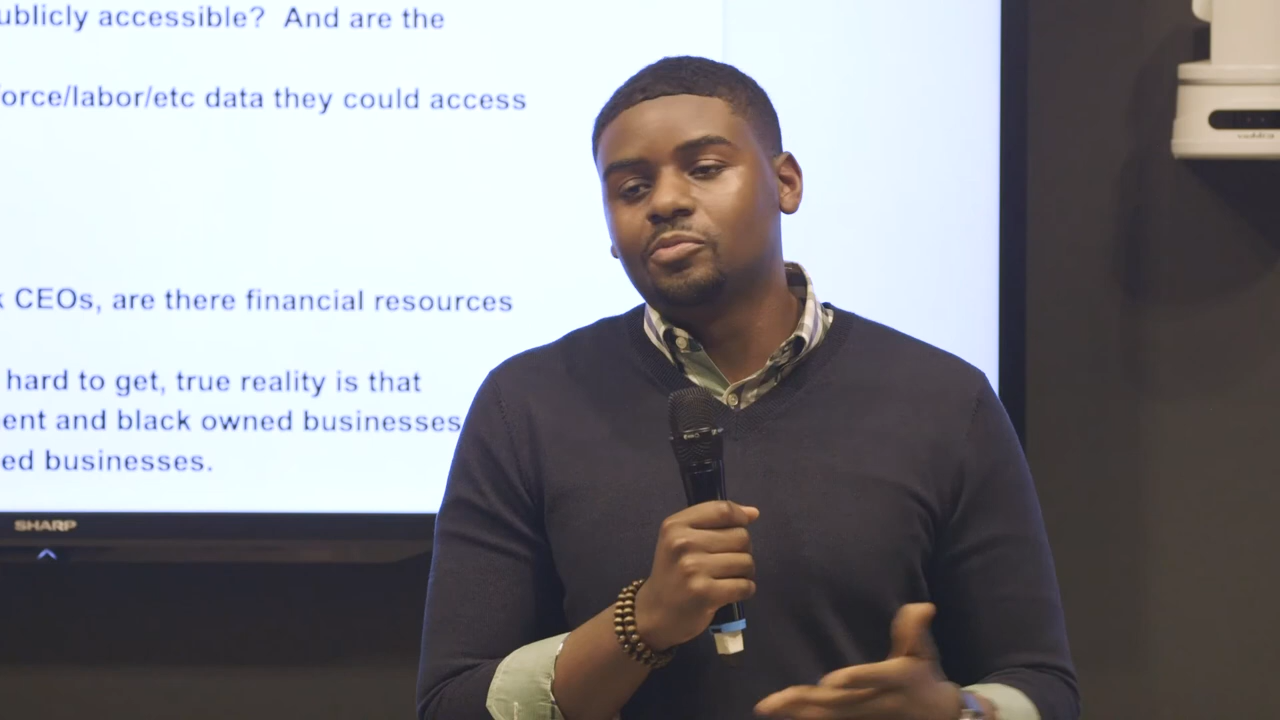 ublicly accessible? And are the
orce/labor/etc data they could access
CEOs, are there financial resources
hard to get, true reality is that
ent and black owned businesses
ed businesses.
SHARP